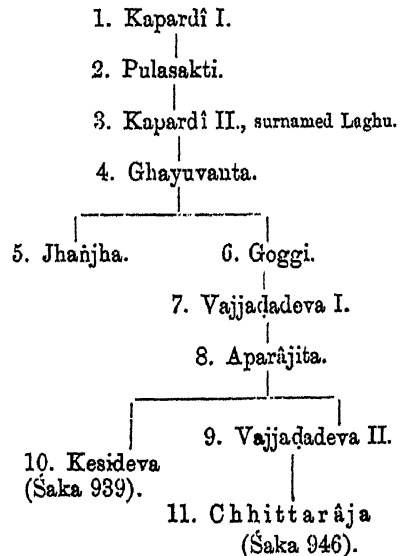 1. Kapardî I.
2. Pulasakti.
3. Kapardî II., surnamed Laghu.
4. Ghayuvanta.
5. Jhañjha.
6. Goggi.
7. Vajjaḍadeva I.
8. Aparâjita.
9. Vajjaḍadeva II.
10. Kesideva
(Śaka 939).
11. Chhittarâja
(Śaka 946).